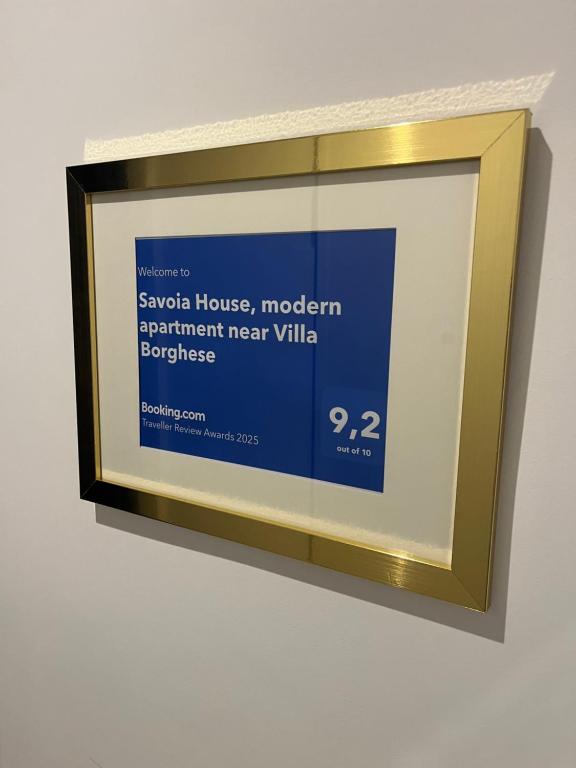 Welcome to
Savoia House, modern
apartment near Villa
Borghese
Booking.com
Traveller Review Awards 2025
9,2
out of 10